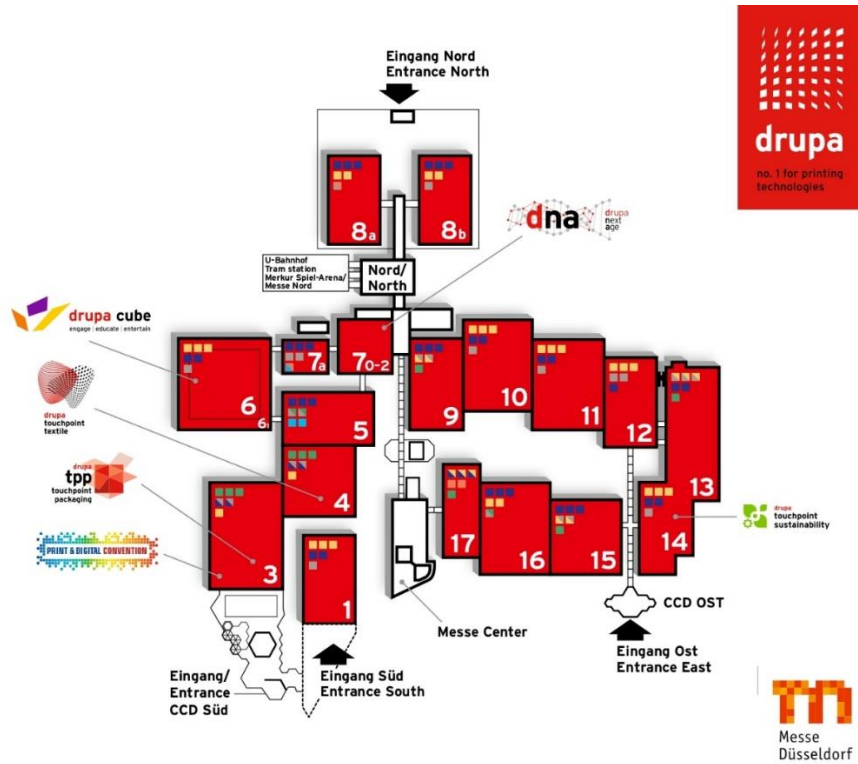 Eingang Nord
Entrance North
drupa
no. 1 for printing
technologies
8a
8b
dna
drupa
next
age
U-Bahnhof
Tram station
Merkur Spiel-Arena/
Messe Nord
Nord/
North
drupa cube
engage | educate | entertain
6
6
7a
7 0-2
9
10
11
12
5
drupa
touchpoint
textile
4
13
drupa
tpp
touchpoint
packaging
drupa
touchpoint
sustainability
PRINT & DIGITAL CONVENTION
3
1
17
16
15
14
CCD OST
Messe Center
Eingang/
Entrance
CCD Süd
Eingang Süd
Entrance South
Eingang Ost
Entrance East
Messe
Düsseldorf